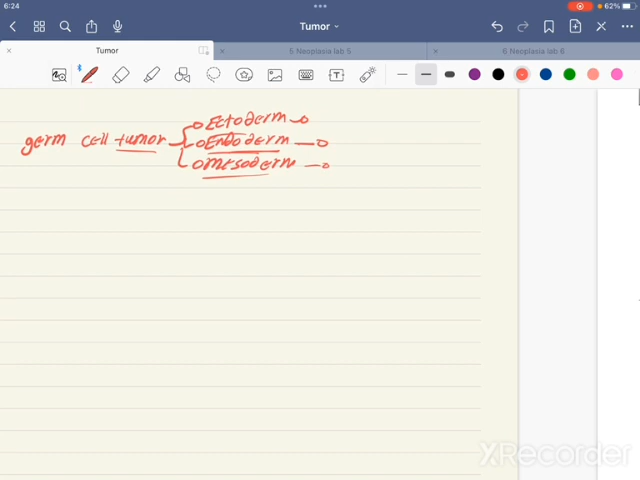 6:24
62%
Tumor
Tumor
5 Neoplasia lab 5
6 Neoplasia lab 6
Ectoderm
germ cell tumor
Endoderm
mesoderm
XRecorder